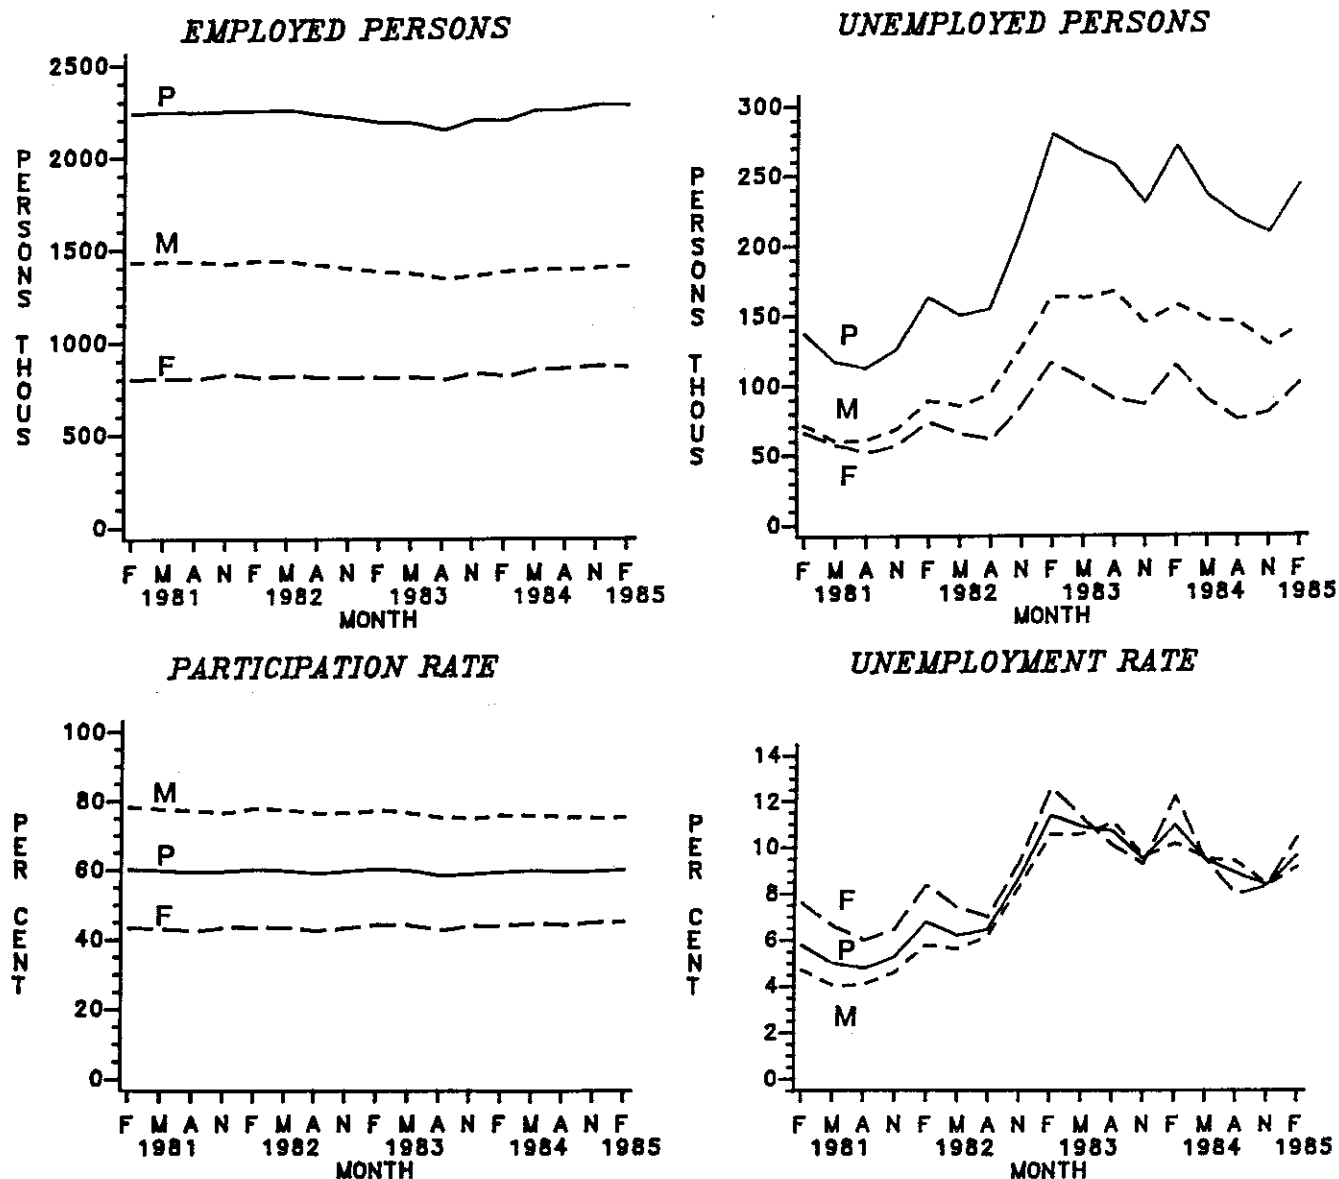 EMPLOYED PERSONS
2500
2000
1500
1000
500
0
PERSONS THOUS
P
M
F
F M A N F M A N F M A N F M A N F
1981 1982 1983 1984 1985
MONTH
UNEMPLOYED PERSONS
300
250
200
150
100
50
0
PERSONS THOUS
P
M
F
F M A N F M A N F M A N F M A N F
1981 1982 1983 1984 1985
MONTH
PARTICIPATION RATE
100
80
60
40
20
0
PER CENT
M
P
F
F M A N F M A N F M A N F M A N F
1981 1982 1983 1984 1985
MONTH
UNEMPLOYMENT RATE
14
12
10
8
6
4
2
0
PER CENT
F
P
M
F M A N F M A N F M A N F M A N F
1981 1982 1983 1984 1985
MONTH